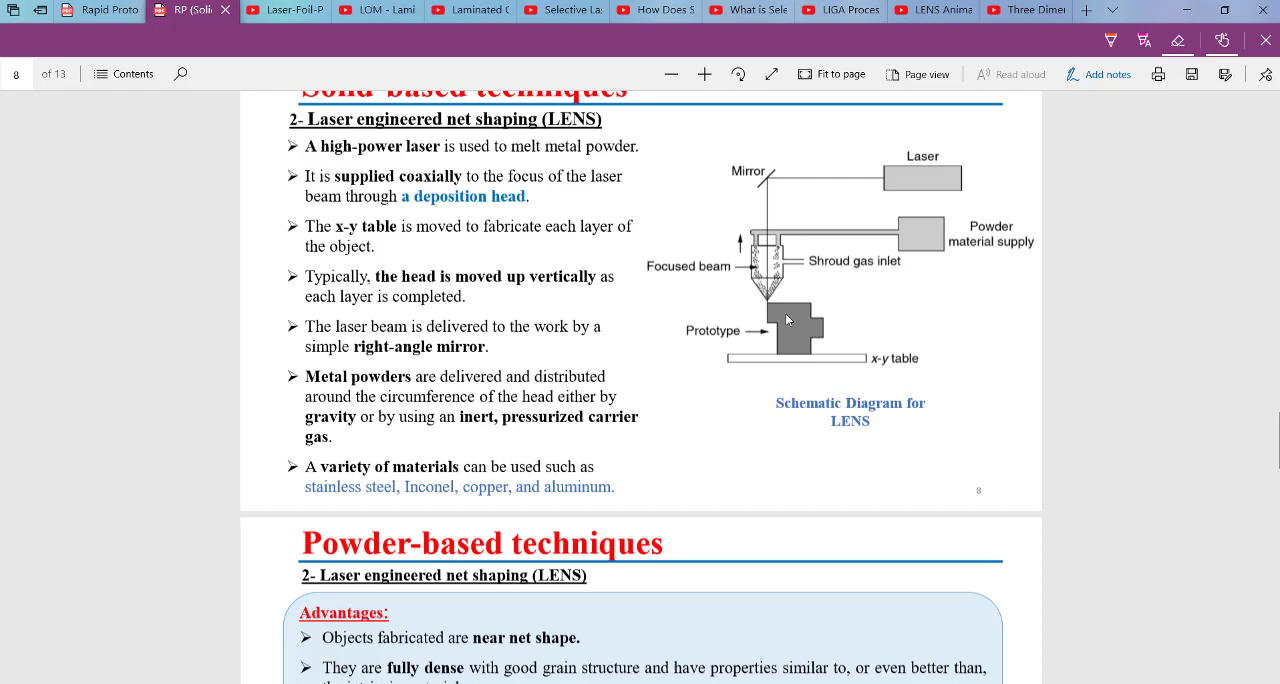 Rapid Proto
RP (Soli
Laser-Foil-P
LOM - Lami
Laminated
Selective La
How Does S
What is Sele
LIGA Proces
LENS Anima
Three Dimer
8 of 13
Contents
Fit to page
Page view
Read aloud
Add notes
Solid-based techniques
2- Laser engineered net shaping (LENS)
➢ A high-power laser is used to melt metal powder.
➢ It is supplied coaxially to the focus of the laser
beam through a deposition head.
➢ The x-y table is moved to fabricate each layer of
the object.
➢ Typically, the head is moved up vertically as
each layer is completed.
➢ The laser beam is delivered to the work by a
simple right-angle mirror.
➢ Metal powders are delivered and distributed
around the circumference of the head either by
gravity or by using an inert, pressurized carrier
gas.
➢ A variety of materials can be used such as
stainless steel, Inconel, copper, and aluminum.
Laser
Mirror
Powder
material supply
Shroud gas inlet
Focused beam
Prototype
x-y table
Schematic Diagram for
LENS
8
Powder-based techniques
2- Laser engineered net shaping (LENS)
Advantages:
➢ Objects fabricated are near net shape.
➢ They are fully dense with good grain structure and have properties similar to, or even better than,